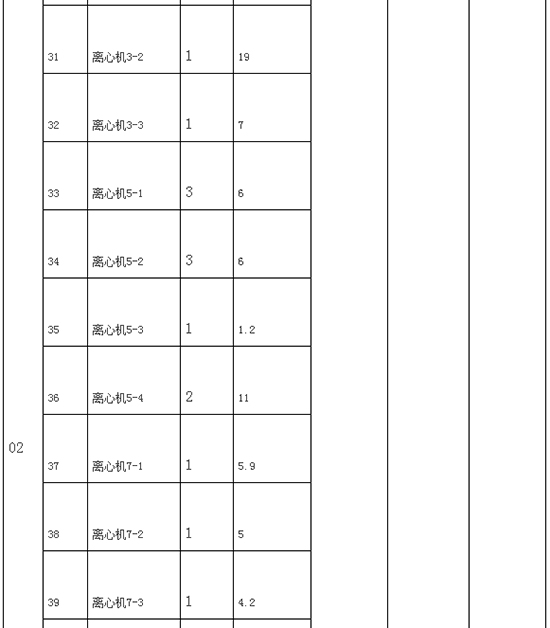 31 离心机3-2 1 19
32 离心机3-3 1 7
33 离心机5-1 3 6
34 离心机5-2 3 6
35 离心机5-3 1 1.2
36 离心机5-4 2 11
02
37 离心机7-1 1 5.9
38 离心机7-2 1 5
39 离心机7-3 1 4.2